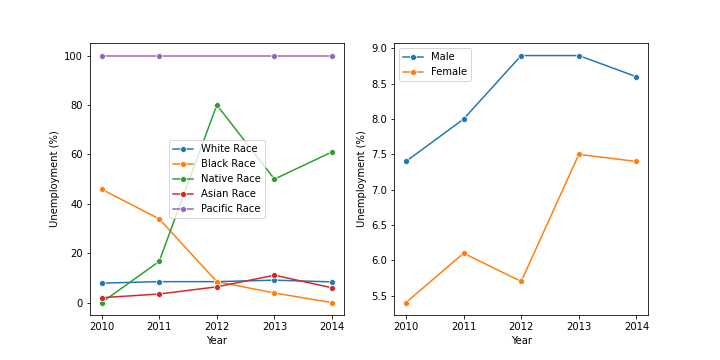 100
80
60
40
20
0
Unemployment (%)
White Race
Black Race
Native Race
Asian Race
Pacific Race
2010 2011 2012 2013 2014
Year
9.0
8.5
8.0
7.5
7.0
6.5
6.0
5.5
Unemployment (%)
Male
Female
2010 2011 2012 2013 2014
Year